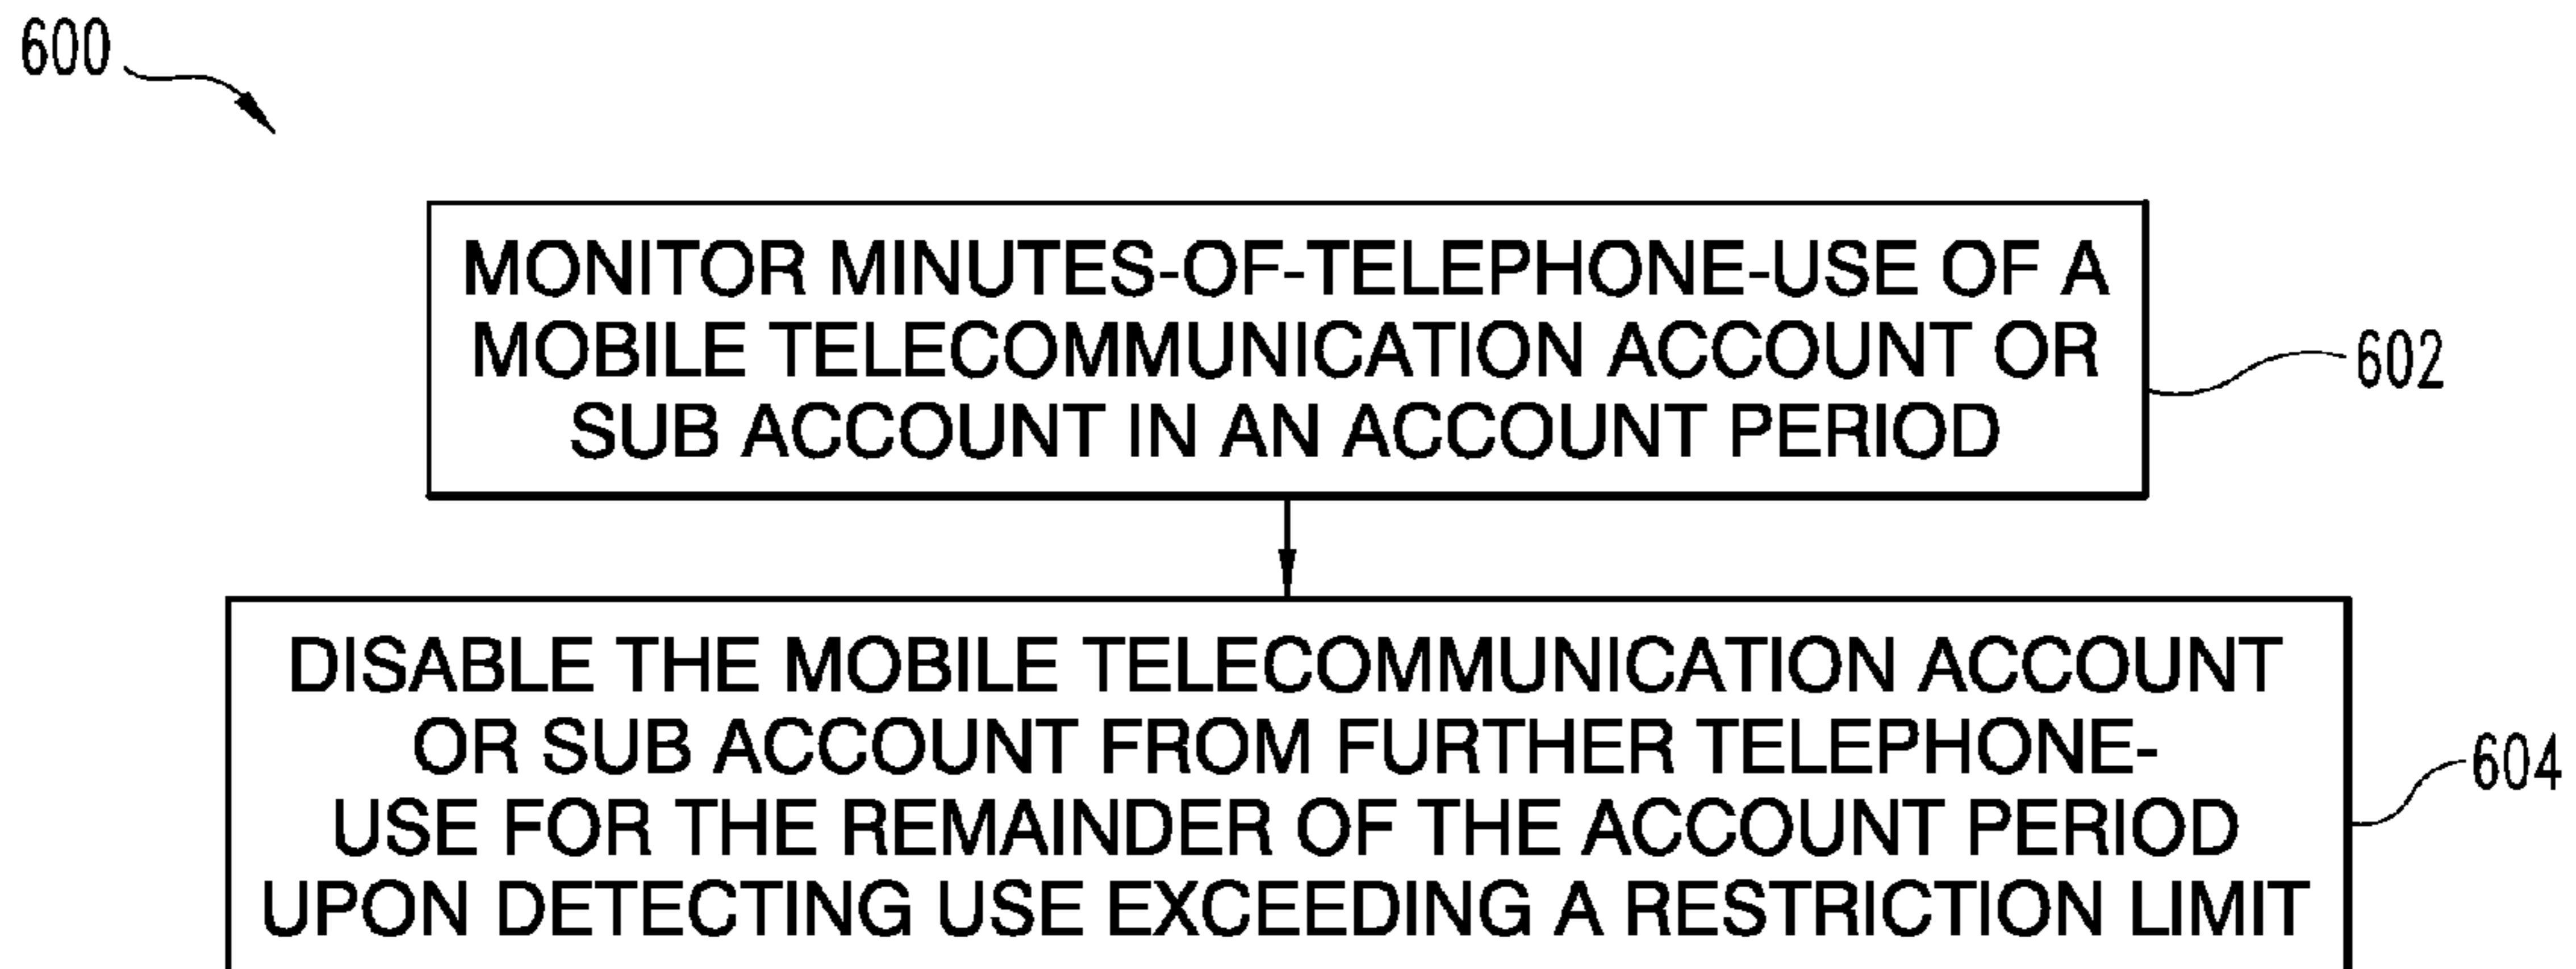 600
MONITOR MINUTES-OF-TELEPHONE-USE OF A
MOBILE TELECOMMUNICATION ACCOUNT OR
SUB ACCOUNT IN AN ACCOUNT PERIOD
602
DISABLE THE MOBILE TELECOMMUNICATION ACCOUNT
OR SUB ACCOUNT FROM FURTHER TELEPHONE-
USE FOR THE REMAINDER OF THE ACCOUNT PERIOD
UPON DETECTING USE EXCEEDING A RESTRICTION LIMIT
604